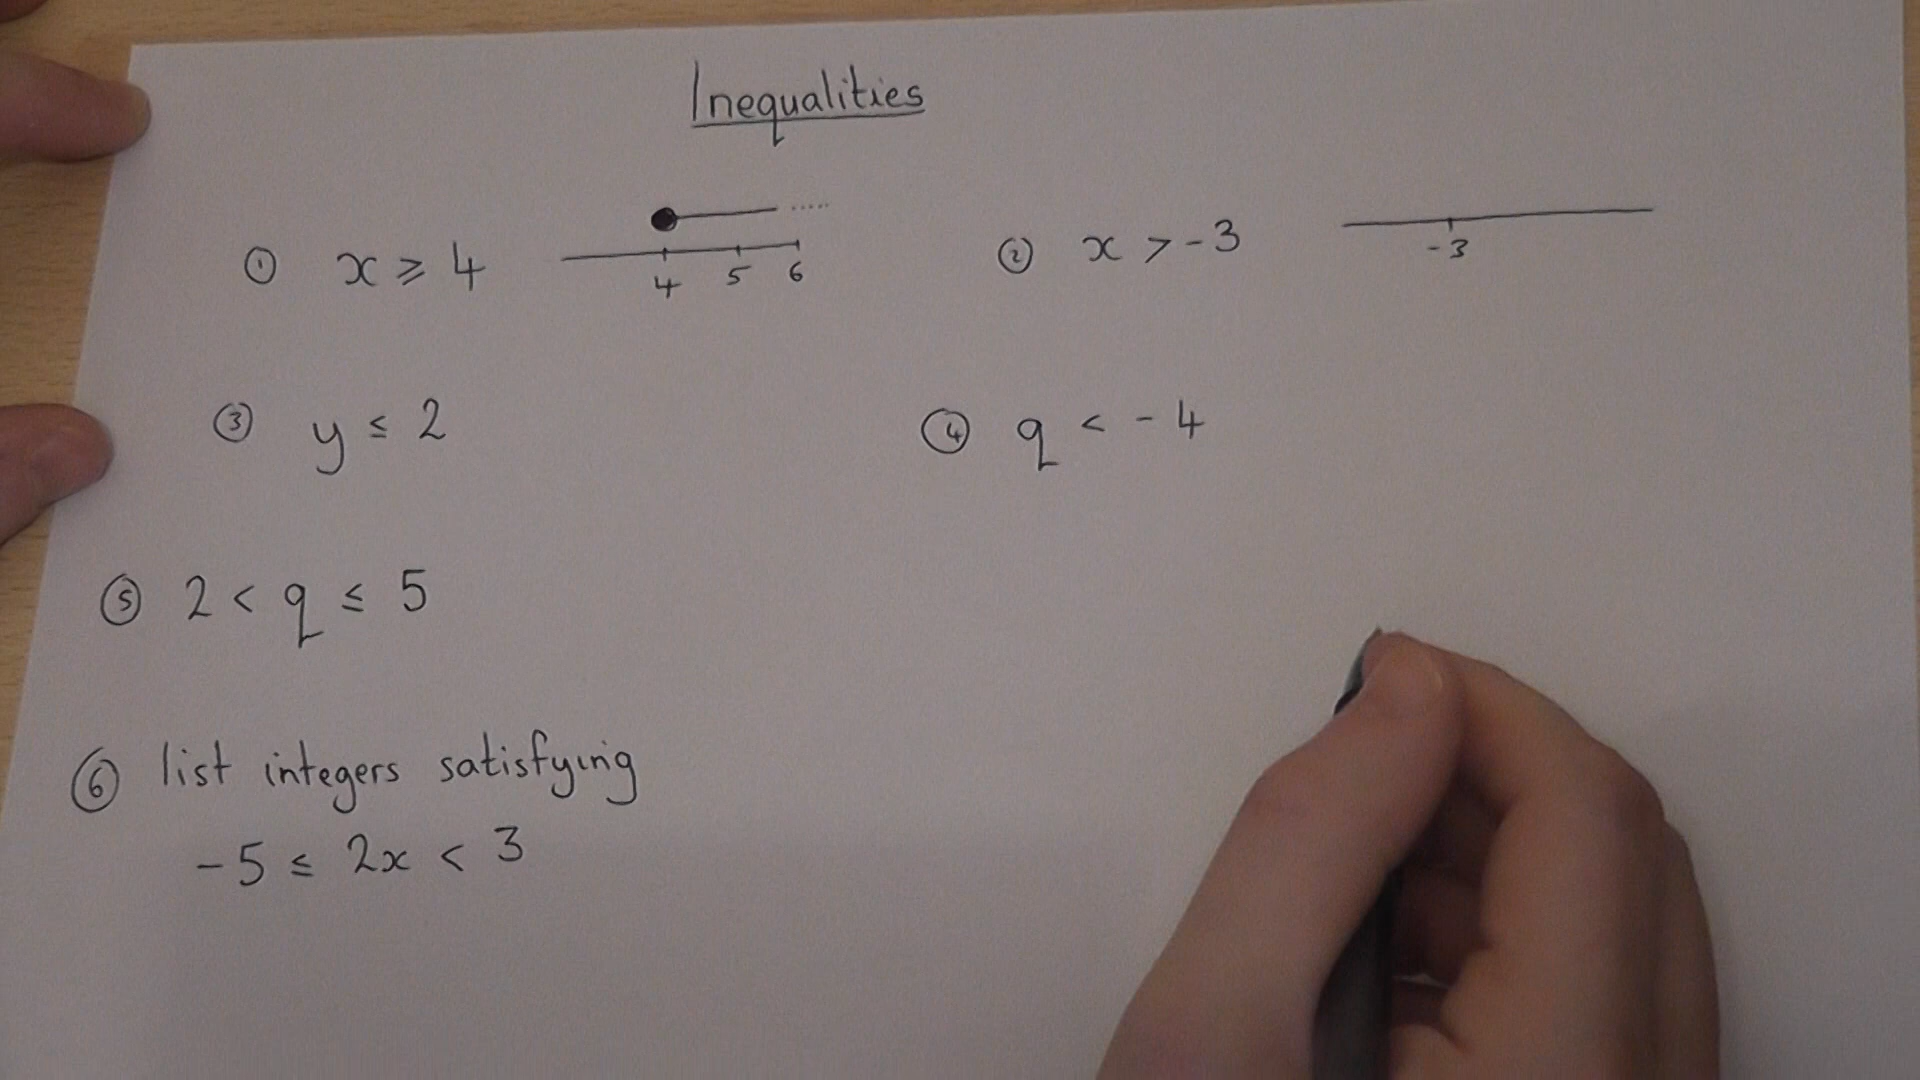 Inequalities
① x ⩾ 4
4 5 6
② x > -3
-3
③ y ≤ 2
④ q < -4
⑤ 2 < q ≤ 5
⑥ list integers satisfying
-5 ≤ 2x < 3